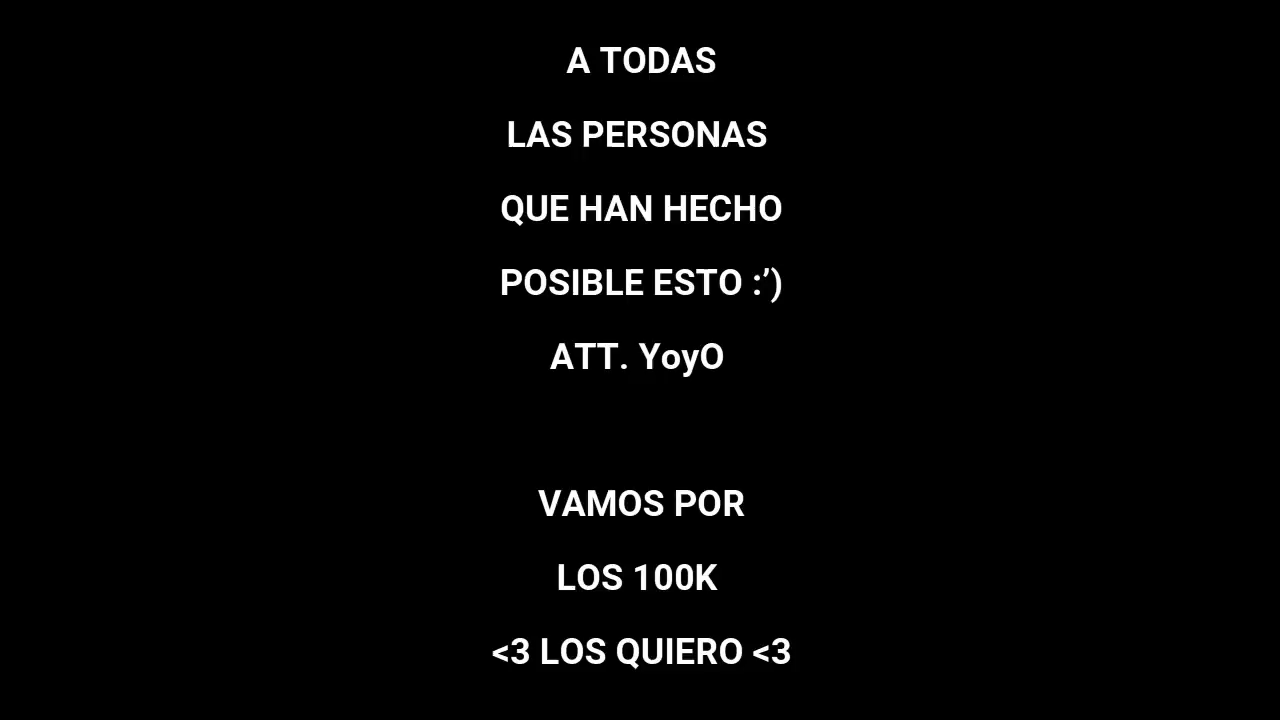 A TODAS
LAS PERSONAS
QUE HAN HECHO
POSIBLE ESTO :’)
ATT. YoyO
VAMOS POR
LOS 100K
<3 LOS QUIERO <3